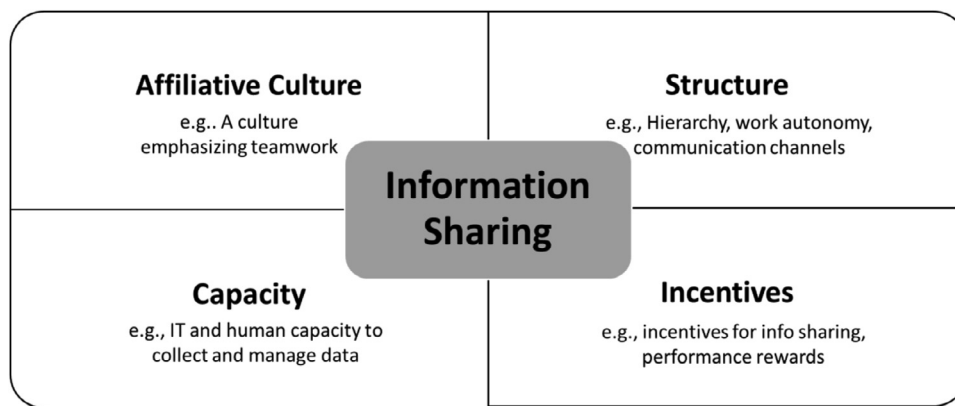 Affiliative Culture
e.g.. A culture
emphasizing teamwork
Structure
e.g., Hierarchy, work autonomy,
communication channels
Information
Sharing
Capacity
e.g., IT and human capacity to
collect and manage data
Incentives
e.g., incentives for info sharing,
performance rewards